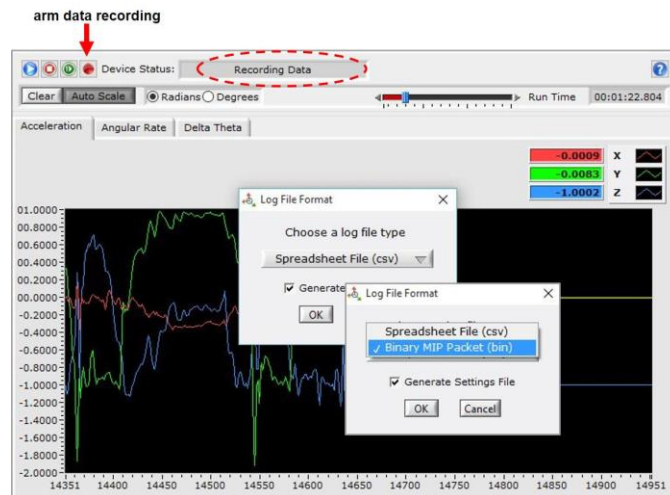 arm data recording
Device Status: Recording Data
Clear Auto Scale Radians Degrees Run Time 00:01:22.804
Acceleration Angular Rate Delta Theta
-0.0009 X
-0.0083 Y
-1.0002 Z
Log File Format
Choose a log file type
Spreadsheet File (csv)
Generate
OK
Log File Format
Spreadsheet File (csv)
Binary MIP Packet (bin)
Generate Settings File
OK Cancel
01.0000
00.8000
00.6000
00.4000
00.2000
00.0000
-0.2000
-0.4000
-0.6000
-0.8000
-1.0000
-1.2000
-1.4000
-1.6000
-1.8000
-2.0000
14351 14400 14450 14500 14550 14600 14650 14700 14750 14800 14850 14900 14951